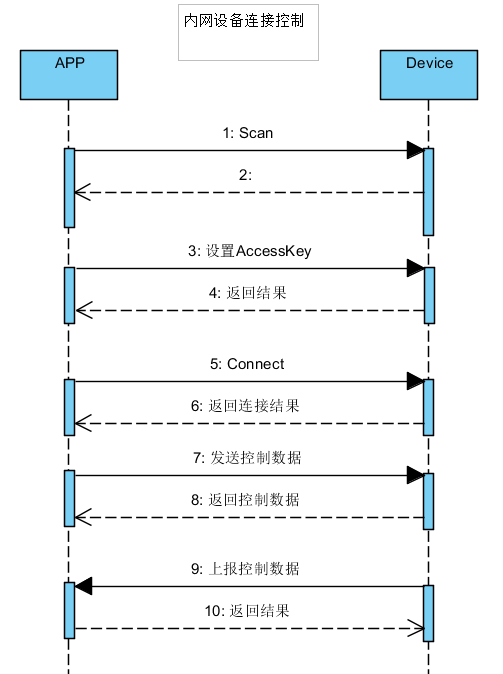 内网设备连接控制
APP
Device
1: Scan
2:
3: 设置AccessKey
4: 返回结果
5: Connect
6: 返回连接结果
7: 发送控制数据
8: 返回控制数据
9: 上报控制数据
10: 返回结果